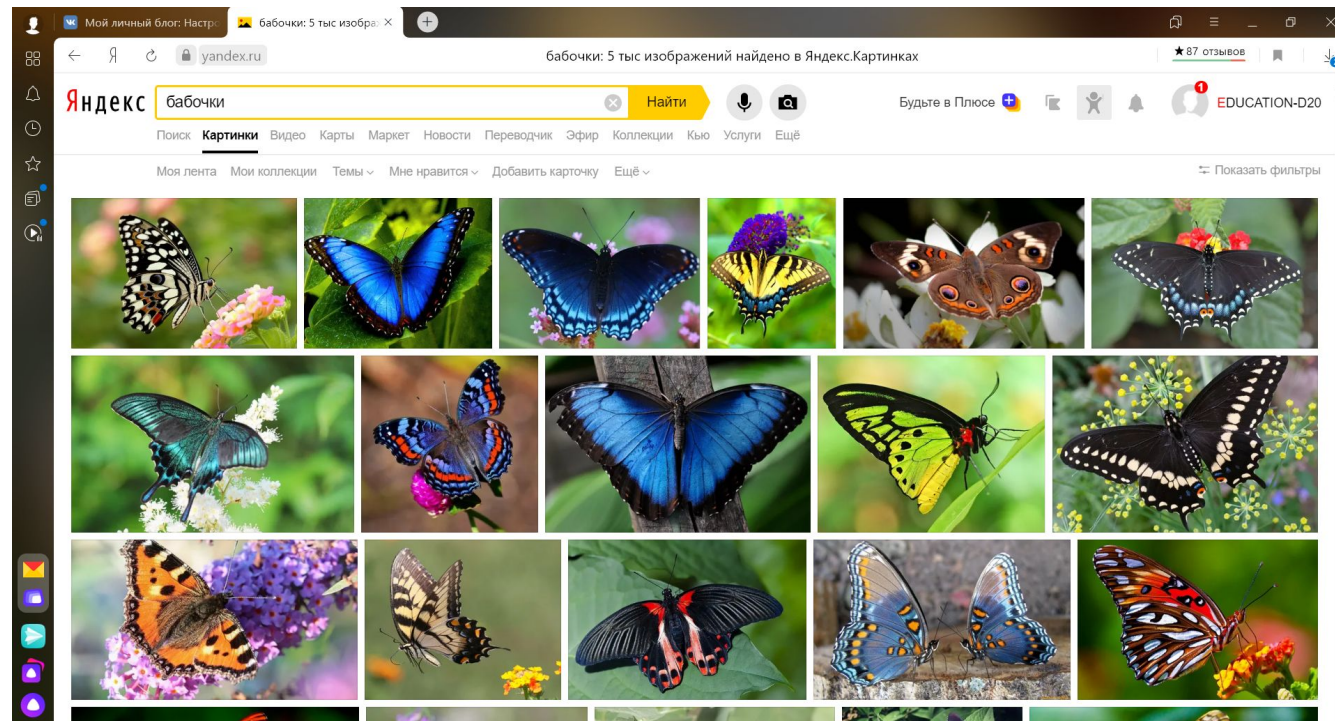 Мой личный блог: Настро
бабочки: 5 тыс изобра
yandex.ru
бабочки: 5 тыс изображений найдено в Яндекс.Картинках
★87 отзывов
Яндекс
бабочки
Найти
Будьте в Плюсе
1
EDUCATION-D20
Поиск Картинки Видео Карты Маркет Новости Переводчик Эфир Коллекции Кью Услуги Ещё
Моя лента Мои коллекции Темы Мне нравится Добавить карточку Ещё
Показать фильтры